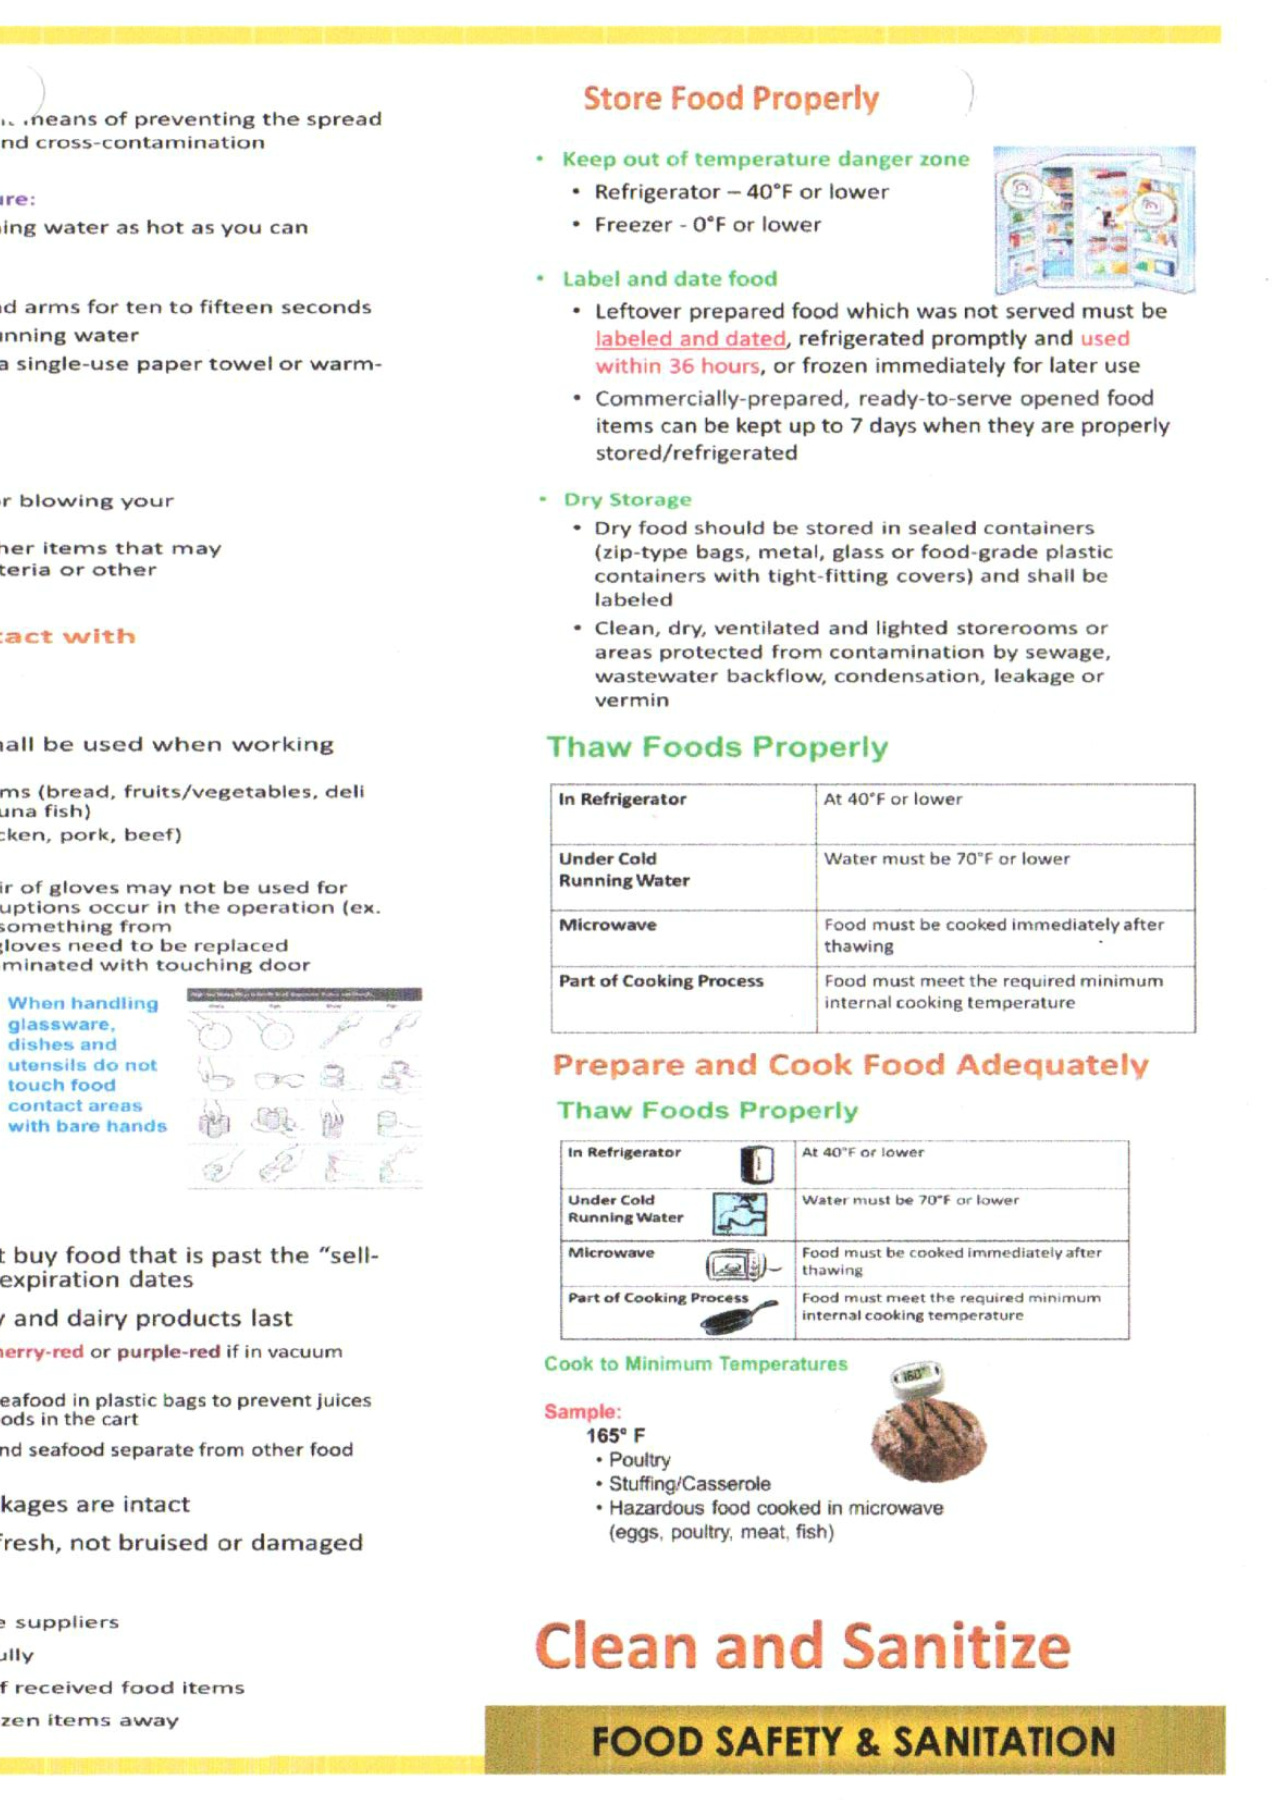 means of preventing the spread
nd cross-contamination
ure:
ing water as hot as you can
d arms for ten to fifteen seconds
unning water
a single-use paper towel or warm-
r blowing your
her items that may
teria or other
tact with
hall be used when working
ms (bread, fruits/vegetables, deli
una fish)
cken, pork, beef)
ir of gloves may not be used for
uptions occur in the operation (ex.
something from
gloves need to be replaced
minated with touching door
When handling
glassware,
dishes and
utensils do not
touch food
contact areas
with bare hands
t buy food that is past the “sell-
expiration dates
y and dairy products last
herry-red or purple-red if in vacuum
eafood in plastic bags to prevent juices
ods in the cart
nd seafood separate from other food
kages are intact
fresh, not bruised or damaged
e suppliers
ully
f received food items
zen items away
Store Food Properly
• Keep out of temperature danger zone
• Refrigerator – 40°F or lower
• Freezer - 0°F or lower
• Label and date food
• Leftover prepared food which was not served must be
labeled and dated, refrigerated promptly and used
within 36 hours, or frozen immediately for later use
• Commercially-prepared, ready-to-serve opened food
items can be kept up to 7 days when they are properly
stored/refrigerated
• Dry Storage
• Dry food should be stored in sealed containers
(zip-type bags, metal, glass or food-grade plastic
containers with tight-fitting covers) and shall be
labeled
• Clean, dry, ventilated and lighted storerooms or
areas protected from contamination by sewage,
wastewater backflow, condensation, leakage or
vermin
Thaw Foods Properly
In Refrigerator At 40°F or lower
Under Cold Water must be 70°F or lower
Running Water
Microwave Food must be cooked immediately after
thawing
Part of Cooking Process Food must meet the required minimum
internal cooking temperature
Prepare and Cook Food Adequately
Thaw Foods Properly
In Refrigerator At 40°F or lower
Under Cold Water must be 70°F or lower
Running Water
Microwave Food must be cooked immediately after
thawing
Part of Cooking Process Food must meet the required minimum
internal cooking temperature
Cook to Minimum Temperatures
160°
Sample:
165° F
• Poultry
• Stuffing/Casserole
• Hazardous food cooked in microwave
(eggs, poultry, meat, fish)
Clean and Sanitize
FOOD SAFETY & SANITATION